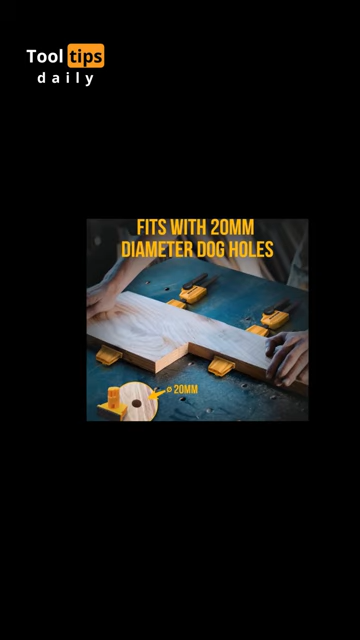 Tool tips
daily
FITS WITH 20MM
DIAMETER DOG HOLES
⌀ 20MM